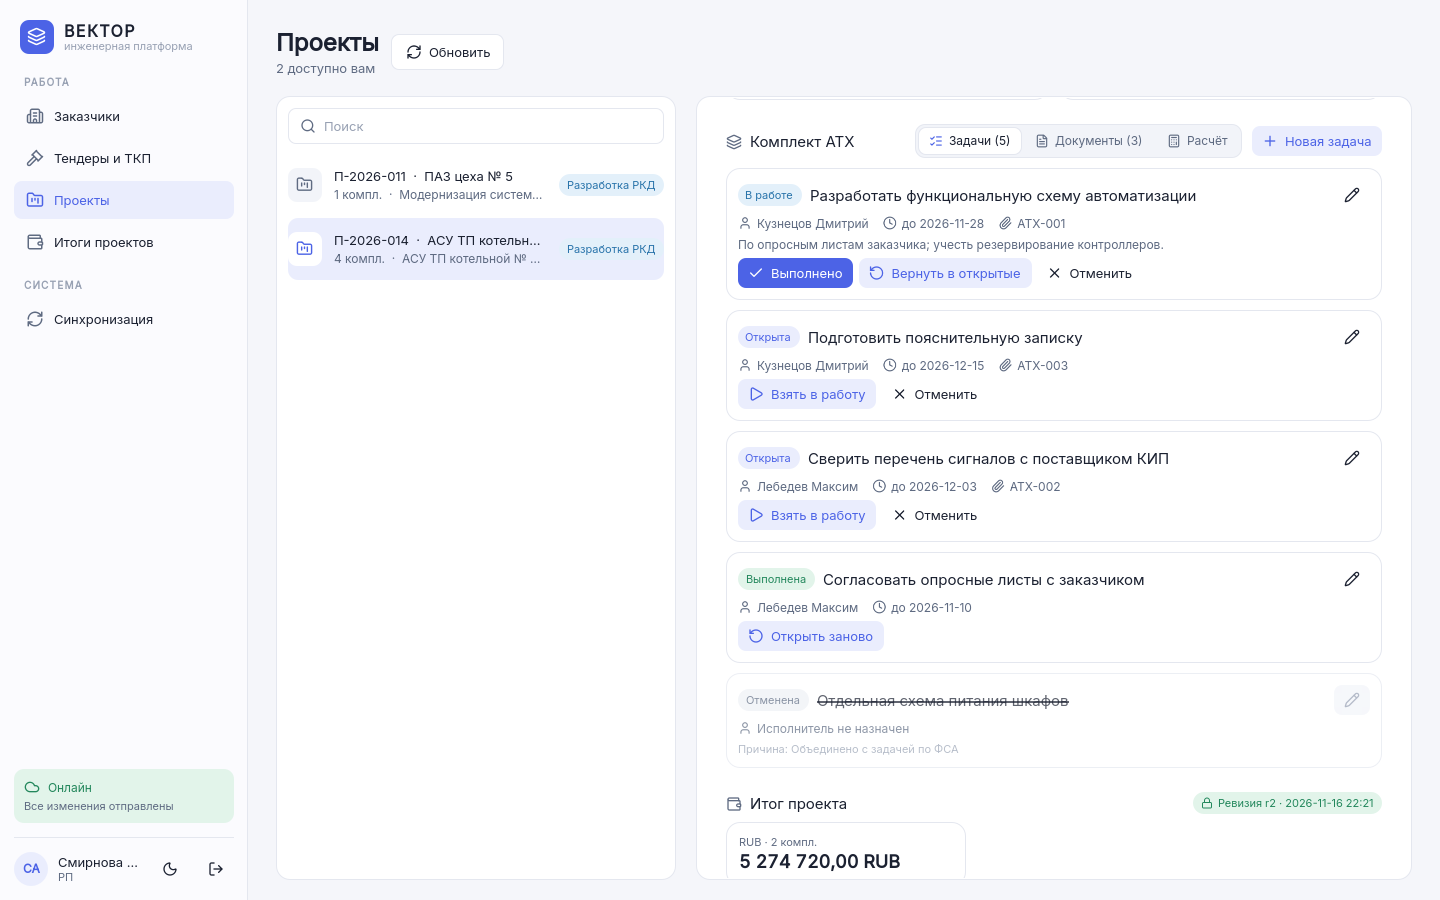 ВЕКТОР
инженерная платформа
РАБОТА
Заказчики
Тендеры и ТКП
Проекты
Итоги проектов
СИСТЕМА
Синхронизация
Онлайн
Все изменения отправлены
СА
Смирнова ...
РП
Проекты
2 доступно вам
Обновить
Поиск
П-2026-011 · ПАЗ цеха № 5
1 компл. · Модернизация систем...
Разработка РКД
П-2026-014 · АСУ ТП котельн...
4 компл. · АСУ ТП котельной № ...
Разработка РКД
Комплект АТХ
Задачи (5)
Документы (3)
Расчёт
Новая задача
В работе
Разработать функциональную схему автоматизации
Кузнецов Дмитрий
до 2026-11-28
АТХ-001
По опросным листам заказчика; учесть резервирование контроллеров.
Выполнено
Вернуть в открытые
Отменить
Открыта
Подготовить пояснительную записку
Кузнецов Дмитрий
до 2026-12-15
АТХ-003
Взять в работу
Отменить
Открыта
Сверить перечень сигналов с поставщиком КИП
Лебедев Максим
до 2026-12-03
АТХ-002
Взять в работу
Отменить
Выполнена
Согласовать опросные листы с заказчиком
Лебедев Максим
до 2026-11-10
Открыть заново
Отменена
Отдельная схема питания шкафов
Исполнитель не назначен
Причина: Объединено с задачей по ФСА
Итог проекта
Ревизия r2 · 2026-11-16 22:21
RUB · 2 компл.
5 274 720,00 RUB